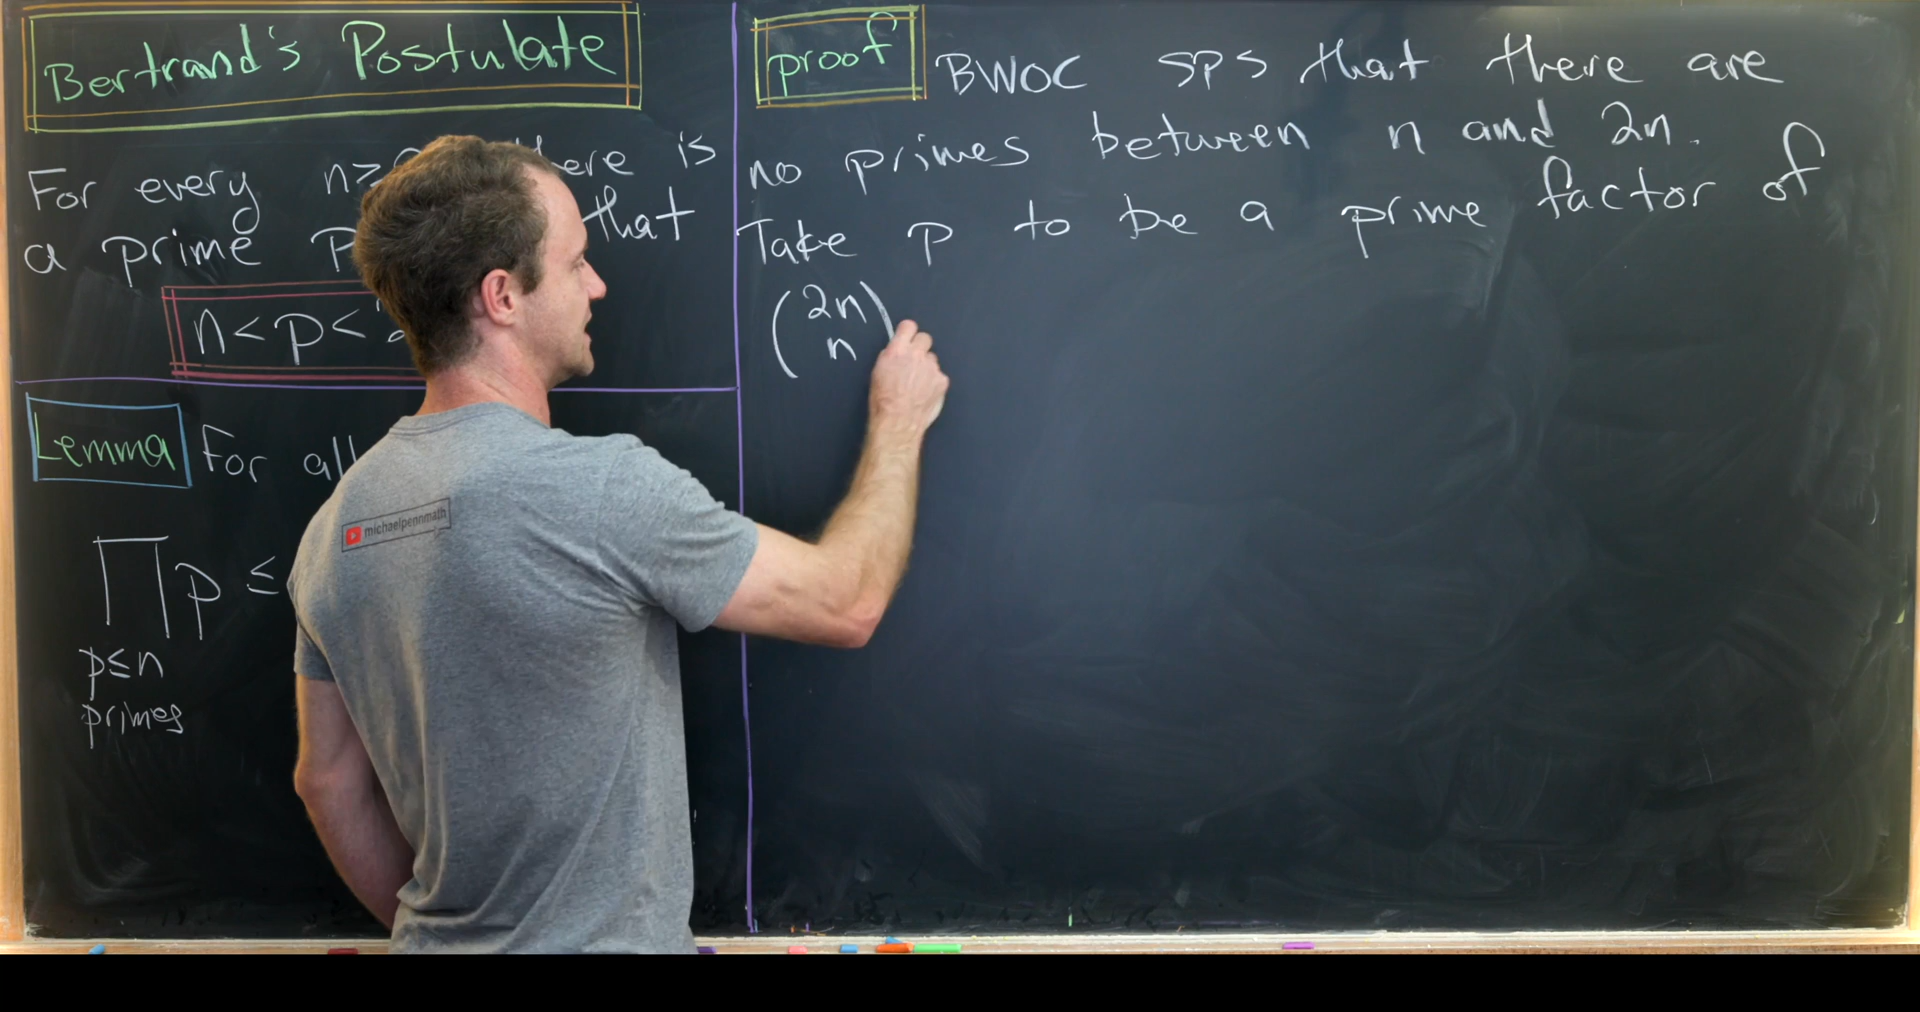 Bertrand's Postulate
For every n≥ there is
a prime p that
n<p<
Lemma For all
∏ p ≤
p≤n
primes
proof BWOC SPS that there are
no primes between n and 2n.
Take p to be a prime factor of
(2n
n)
michaelpennmath